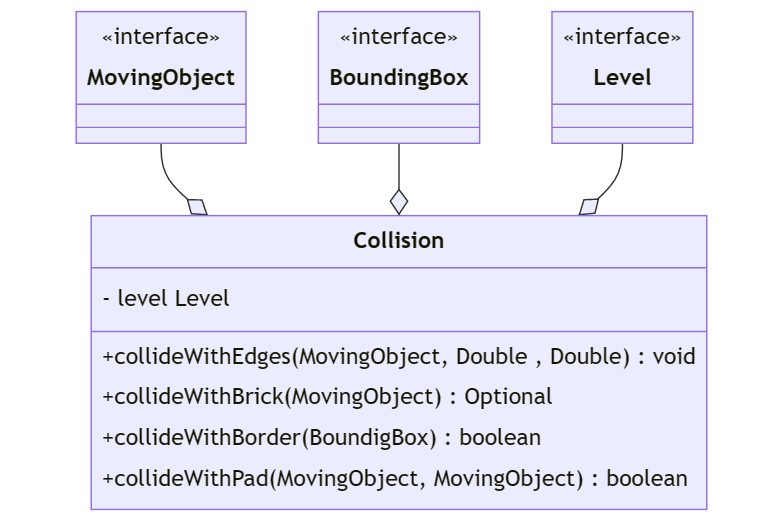 «interface»
MovingObject
«interface»
BoundingBox
«interface»
Level
Collision
- level Level
+collideWithEdges(MovingObject, Double , Double) : void
+collideWithBrick(MovingObject) : Optional
+collideWithBorder(BoundigBox) : boolean
+collideWithPad(MovingObject, MovingObject) : boolean